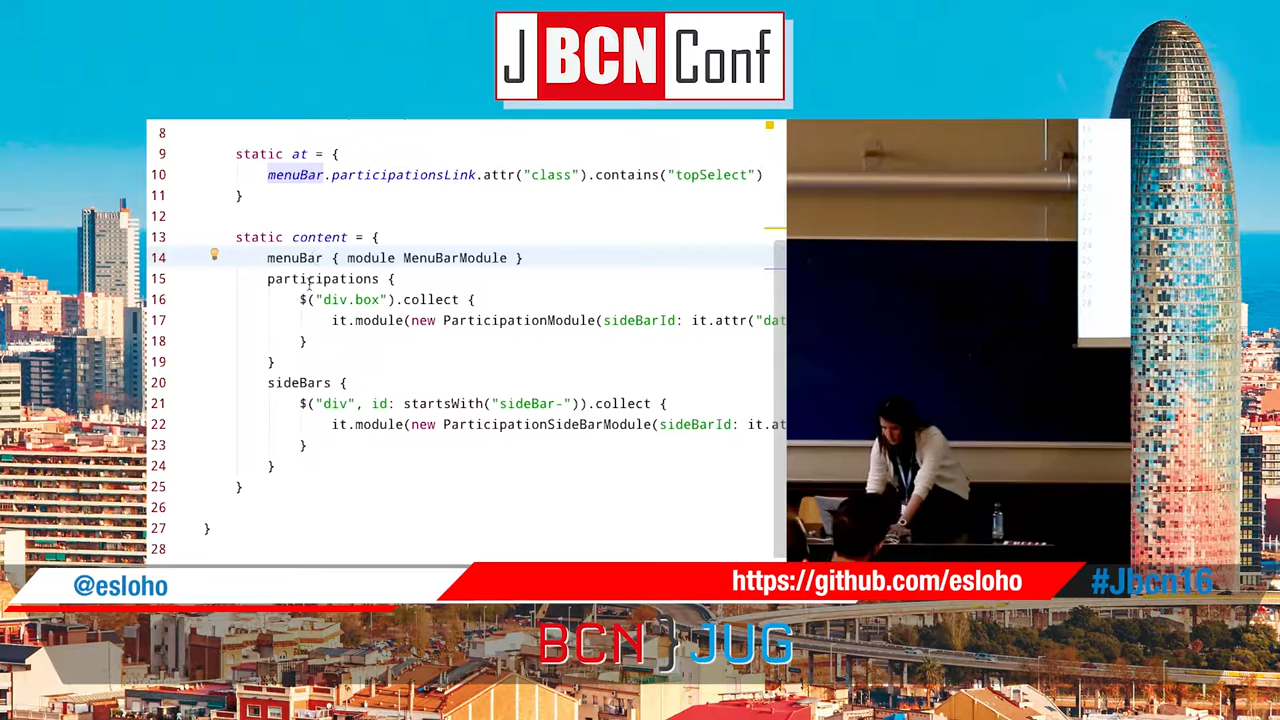 JBCNConf
8
9 static at = {
10 menuBar.participationsLink.attr("class").contains("topSelect")
11 }
12
13 static content = {
14 menuBar { module MenuBarModule }
15 participations {
16 $("div.box").collect {
17 it.module(new ParticipationModule(sideBarId: it.attr("dat
18 }
19 }
20 sideBars {
21 $("div", id: startsWith("sideBar-")).collect {
22 it.module(new ParticipationSideBarModule(sideBarId: it.at
23 }
24 }
25 }
26
27 }
28
@esloho
https://github.com/esloho
#Jbcn16
BCN JUG